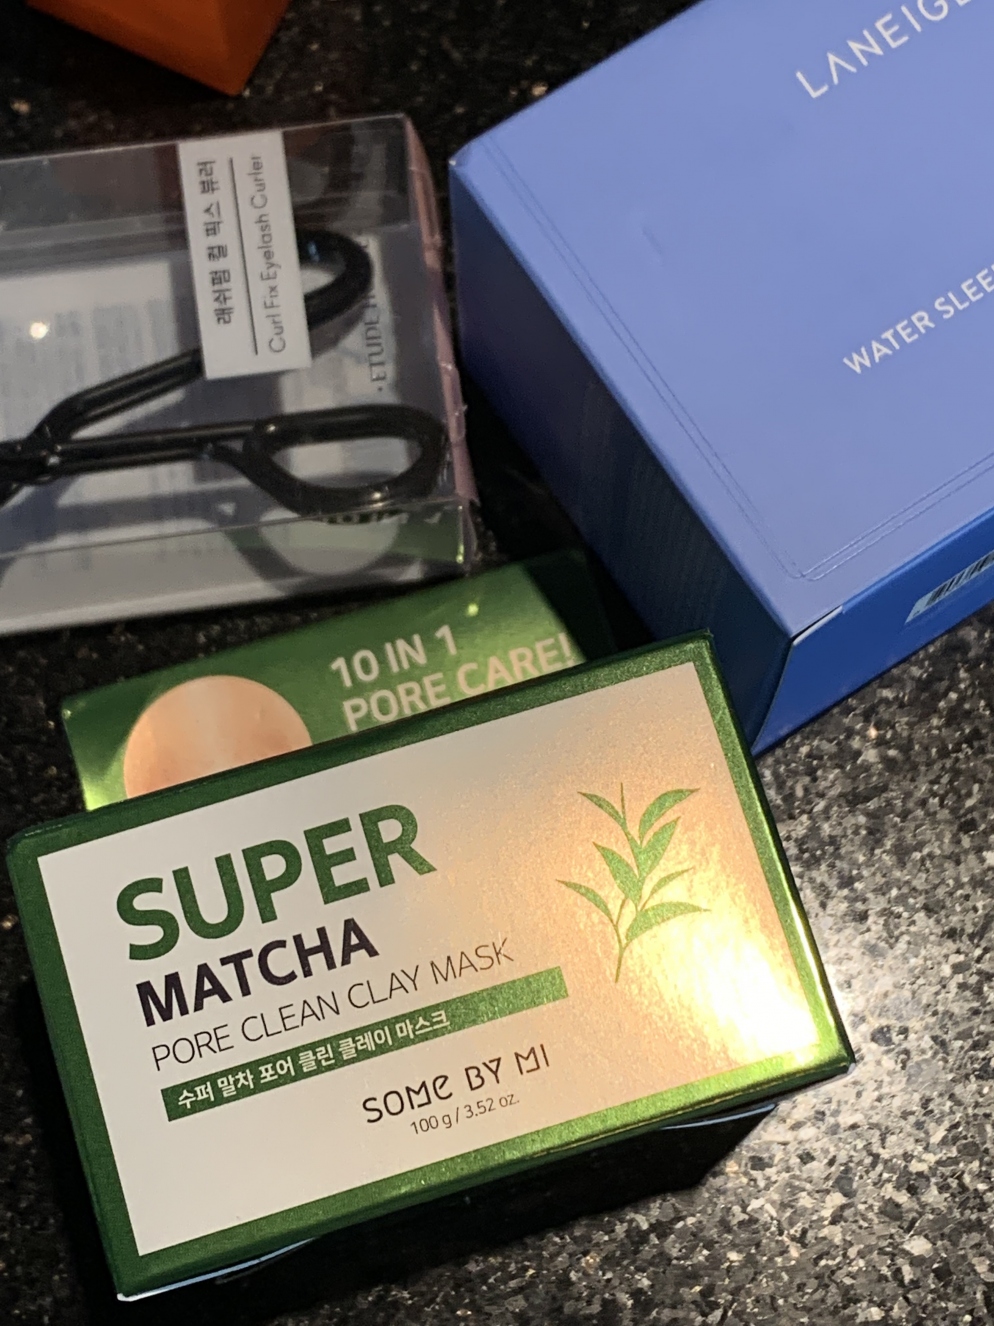 LANEIGE
WATER SLEE
래쉬펌 컬 픽스 뷰러
Curl Fix Eyelash Curler
ETUDE H
10 IN 1
PORE CARE!
SUPER
MATCHA
PORE CLEAN CLAY MASK
수퍼 말차 포어 클린 클레이 마스크
SOME BY MI
100 g / 3.52 oz.